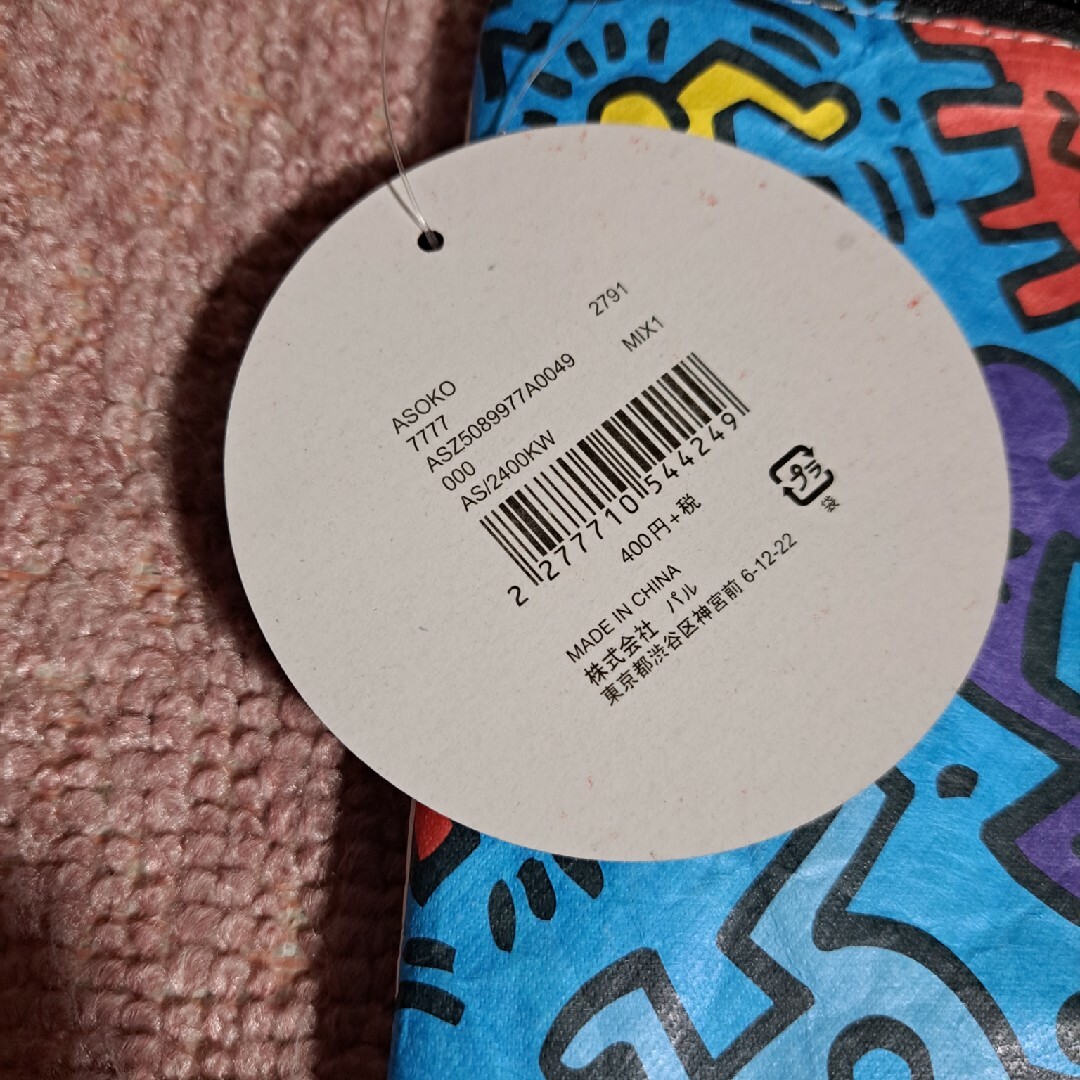 ASOKO
7777
ASZ5089977A0049 2791
000 MIX1
AS/2400KW
2 277710 544249
400円+税
MADE IN CHINA
株式会社 パル
東京都渋谷区神宮前 6-12-22
プラ
袋